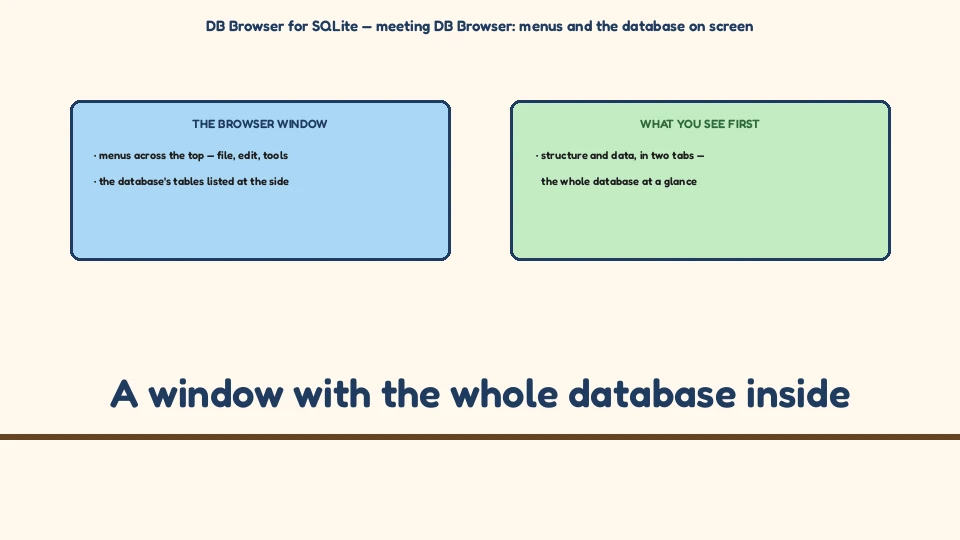 DB Browser for SQLite — meeting DB Browser: menus and the database on screen
THE BROWSER WINDOW
· menus across the top — file, edit, tools
· the database's tables listed at the side
WHAT YOU SEE FIRST
· structure and data, in two tabs —
the whole database at a glance
A window with the whole database inside